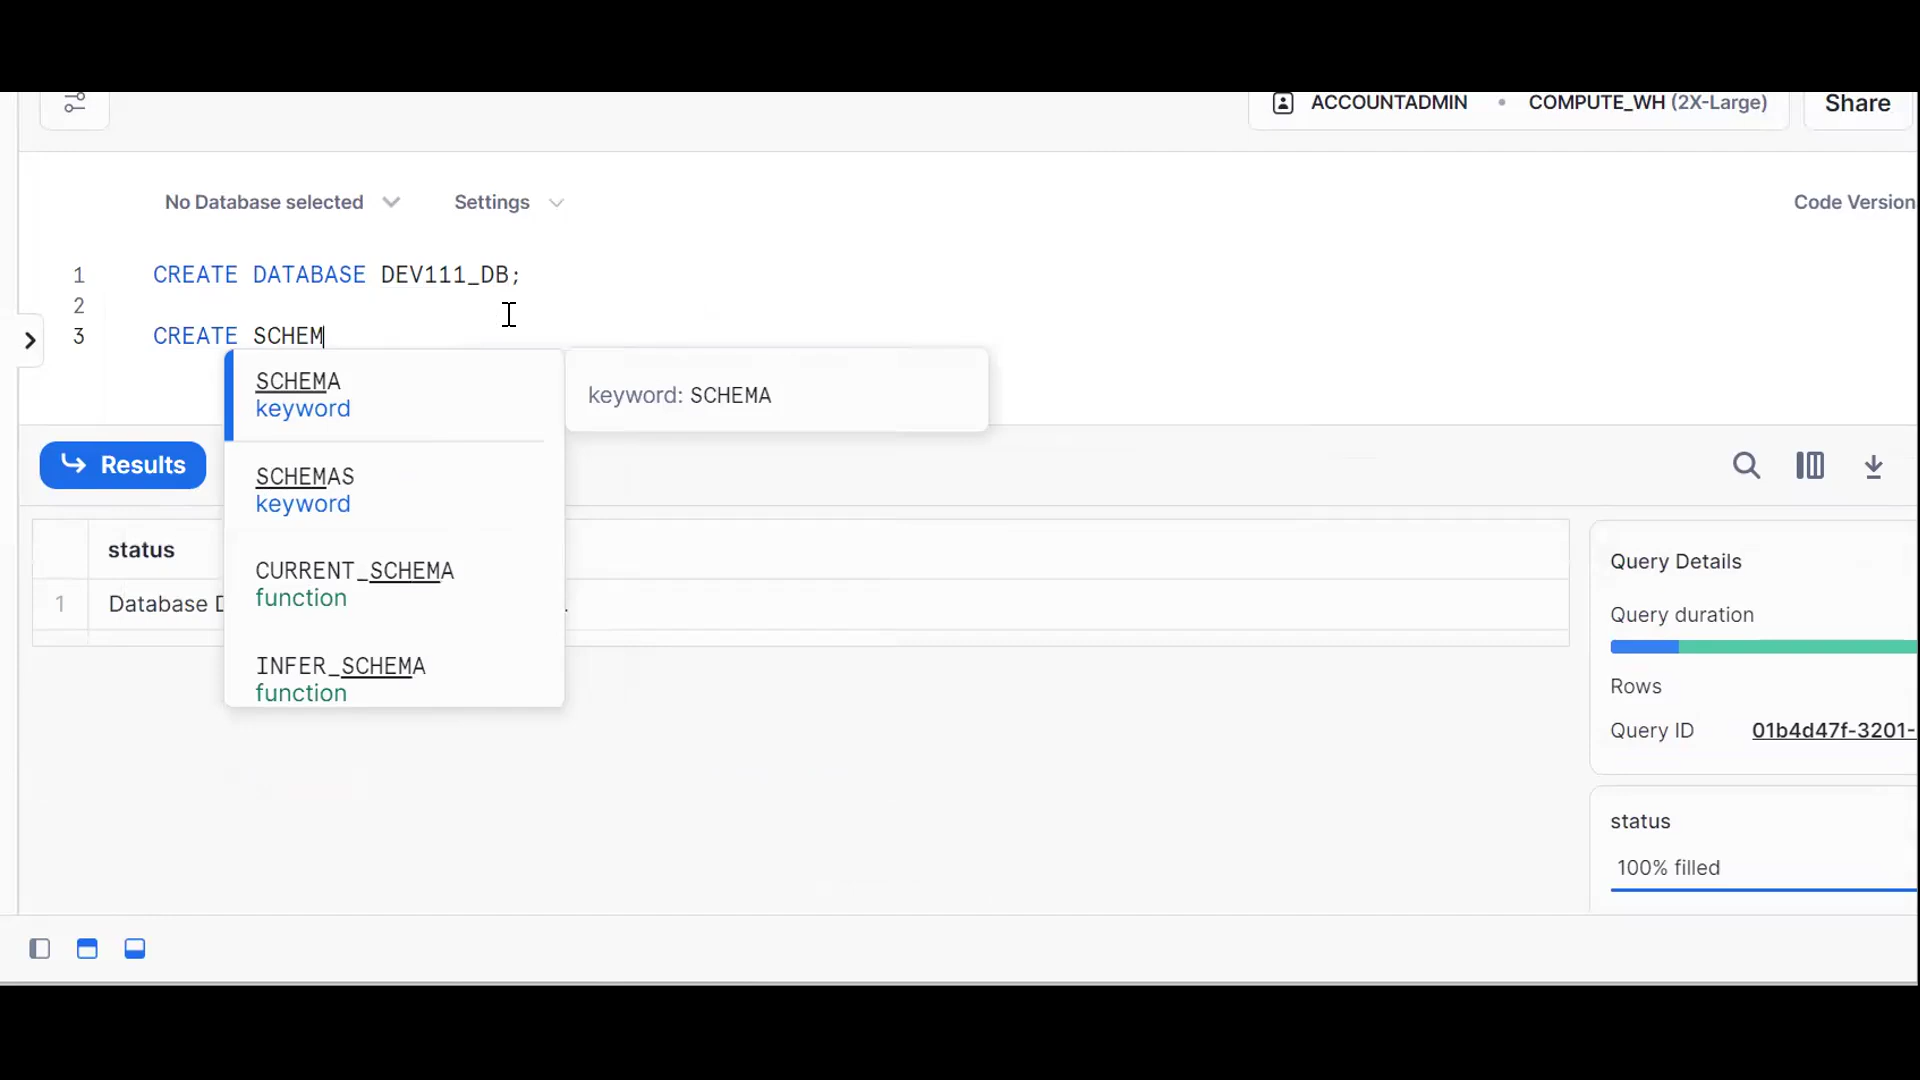 ACCOUNTADMIN • COMPUTE_WH (2X-Large)
Share
No Database selected
Settings
Code Version
1 CREATE DATABASE DEV111_DB;
2
3 CREATE SCHEM
SCHEMA
keyword
keyword: SCHEMA
SCHEMAS
keyword
CURRENT_SCHEMA
function
INFER_SCHEMA
function
Results
status
1 Database
Query Details
Query duration
Rows
Query ID 01b4d47f-3201-
status
100% filled